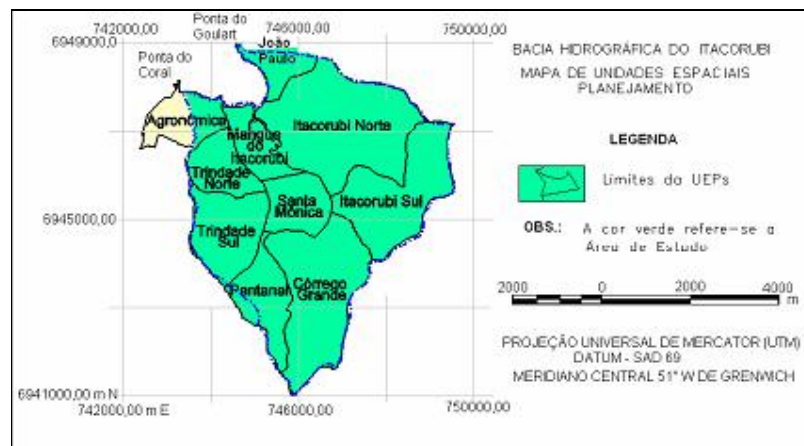 742000,00
Ponta do
Goulart
746000,00
750000,00
6949000,0
João
Paulo
Ponta do
Coral
Agronômica
Mangue
do
Itacorubi
Itacorubi Norte
Trindade
Norte
Santa
Mônica
Itacorubi Sul
6945000,00
Trindade
Sul
Pantanal
Córrego
Grande
6941000,00 m N
742000,00 m E
746000,00
750000,00
BACIA HIDROGRÁFICA DO ITACORUBI
MAPA DE UNIDADES ESPACIAIS
PLANEJAMENTO
LEGENDA
Limites da UEPs
OBS.: A cor verde refere-se a
Área de Estudo
2000 0 2000 4000
m
PROJEÇÃO UNIVERSAL DE MERCATOR (UTM)
DATUM - SAD 69
MERIDIANO CENTRAL 51° W DE GRENWICH